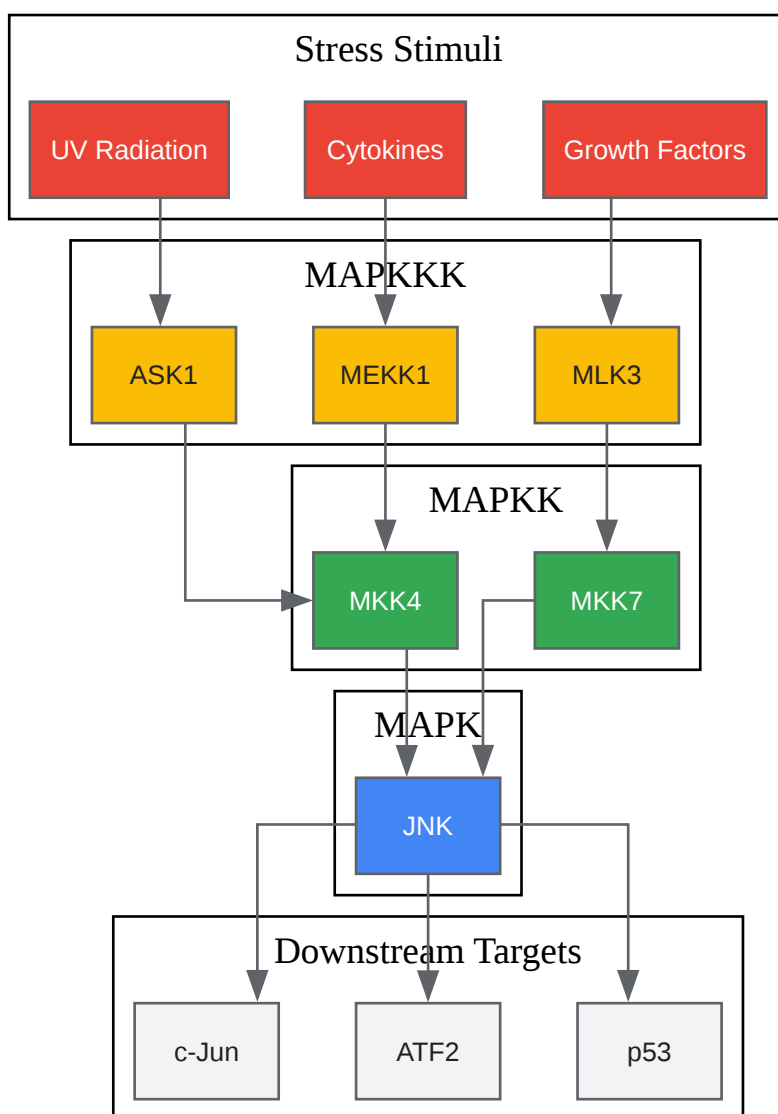 Stress Stimuli
UV Radiation
Cytokines
Growth Factors
MAPKKK
ASK1
MEKK1
MLK3
MAPKK
MKK4
MKK7
MAPK
JNK
Downstream Targets
c-Jun
ATF2
p53